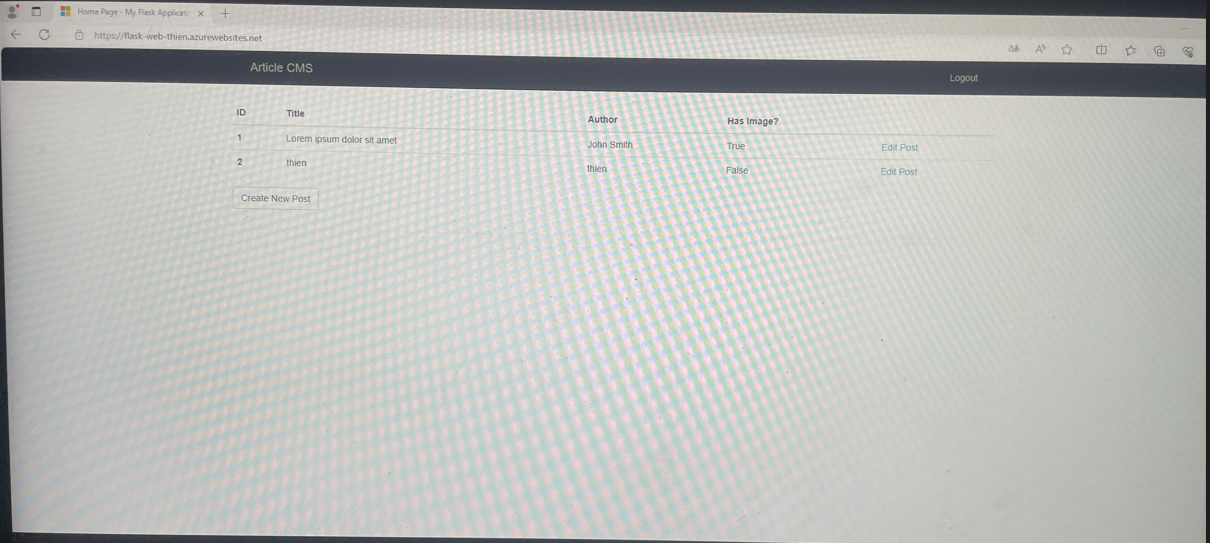 Home Page - My Flask Applicati
https://flask-web-thien.azurewebsites.net
Article CMS Logout
ID Title Author Has Image?
1 Lorem ipsum dolor sit amet John Smith True Edit Post
2 thien thien False Edit Post
Create New Post